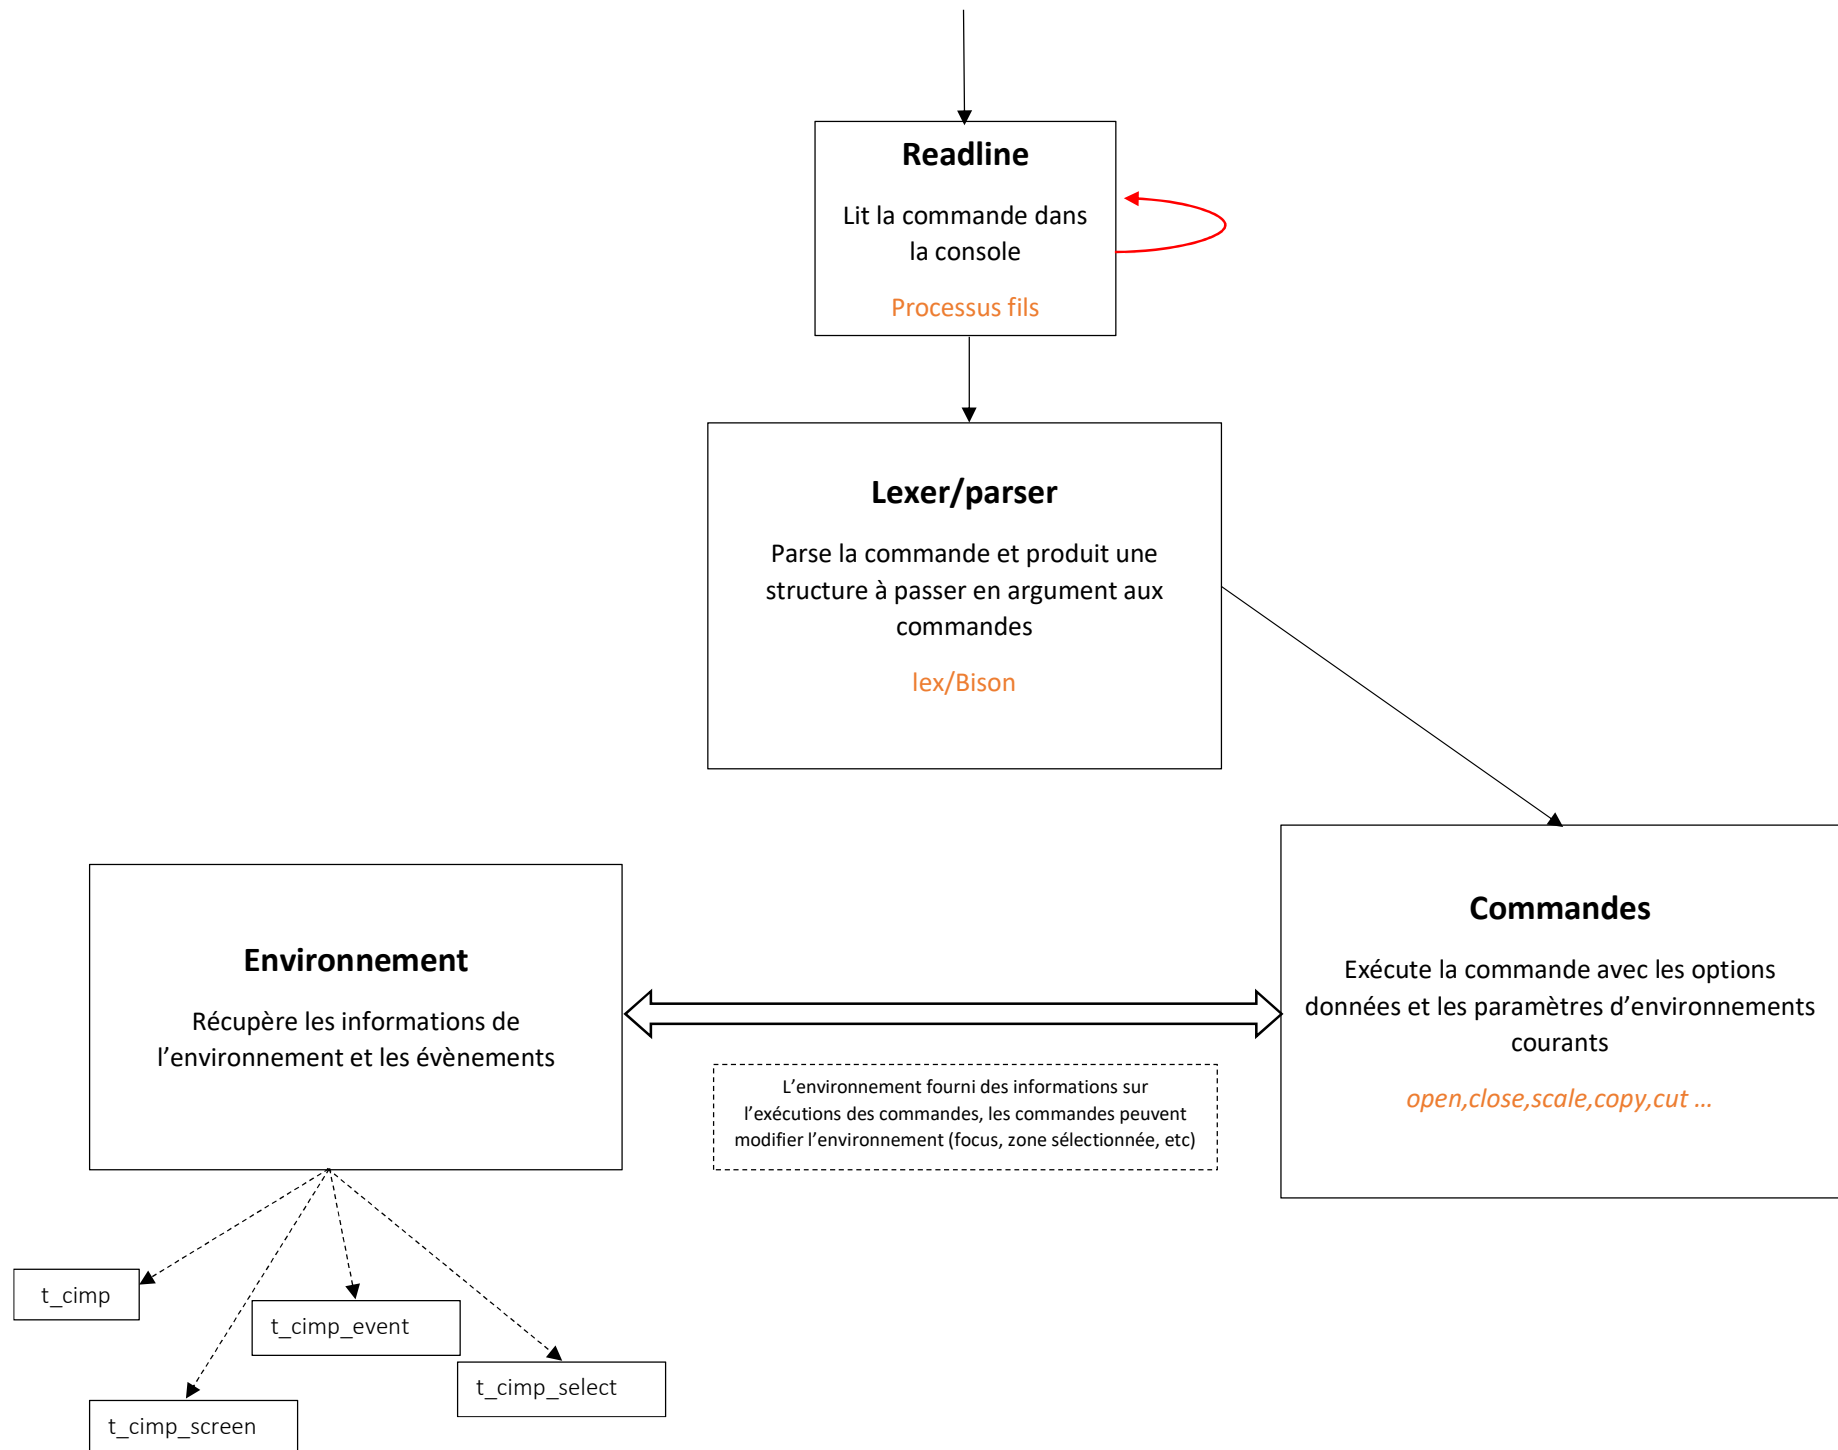 Readline
Lit la commande dans
la console
Processus fils
Lexer/parser
Parse la commande et produit une
structure à passer en argument aux
commandes
lex/Bison
Commandes
Exécute la commande avec les options
données et les paramètres d’environnements
courants
open,close,scale,copy,cut ...
Environnement
Récupère les informations de
l’environnement et les évènements
L’environnement fourni des informations sur
l’exécutions des commandes, les commandes peuvent
modifier l’environnement (focus, zone sélectionnée, etc)
t_cimp
t_cimp_event
t_cimp_select
t_cimp_screen